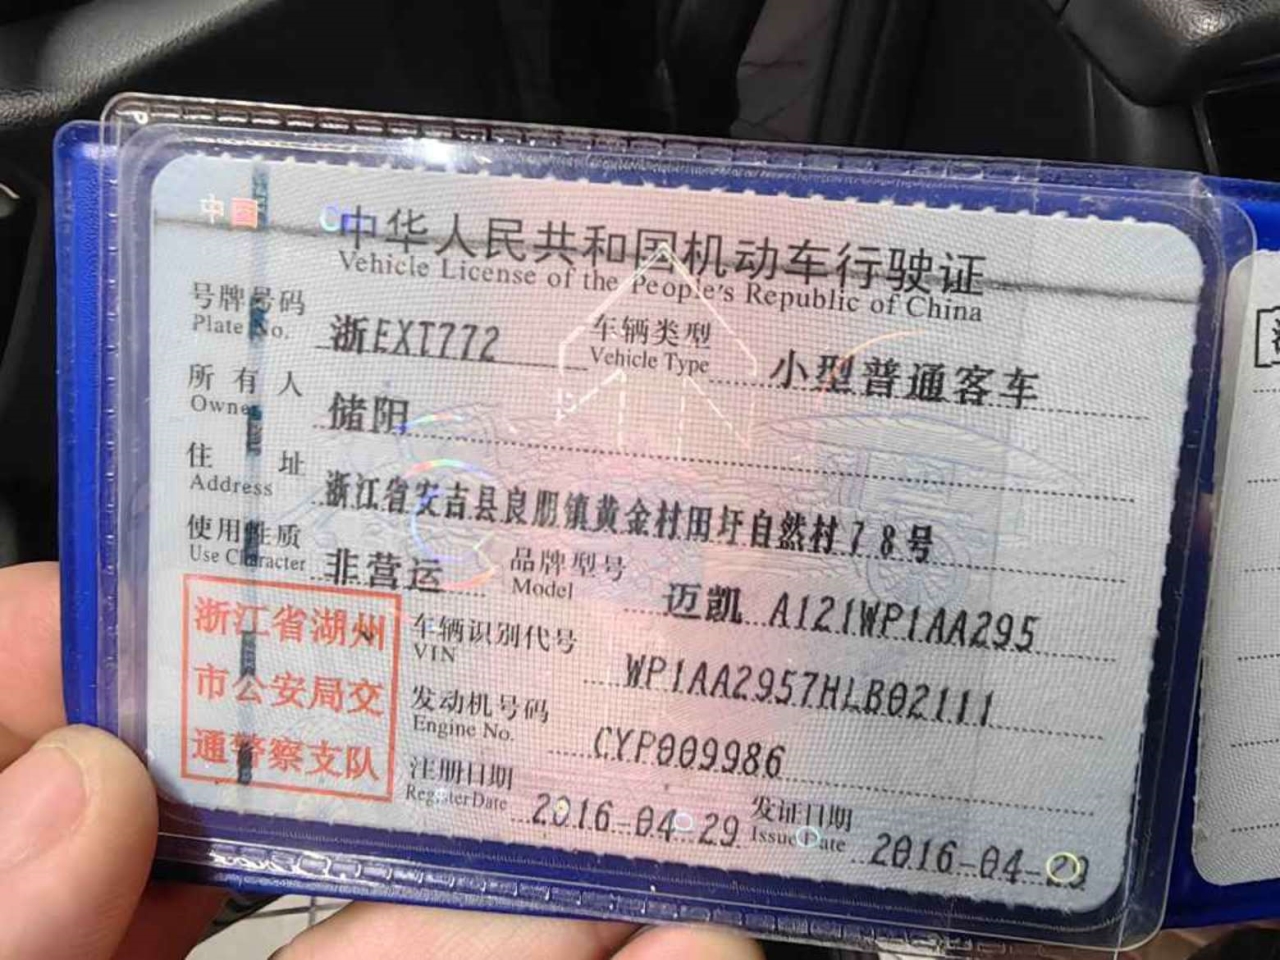 中国
中华人民共和国机动车行驶证
Vehicle License of the People's Republic of China
号牌号码 浙EXT772 车辆类型 小型普通客车
Plate No. Vehicle Type
所有人 储阳
Owner
住址 浙江省安吉县良朋镇黄金村田圩自然村78号
Address
使用性质 非营运 品牌型号 迈凯 A121WP1AA295
Use Character Model
浙江省湖州
市公安局交
通警察支队
车辆识别代号 WP1AA2957HLB02111
VIN
发动机号码 CYP009986
Engine No.
注册日期 2016-04-29 发证日期 2016-04-29
Register Date Issue Date